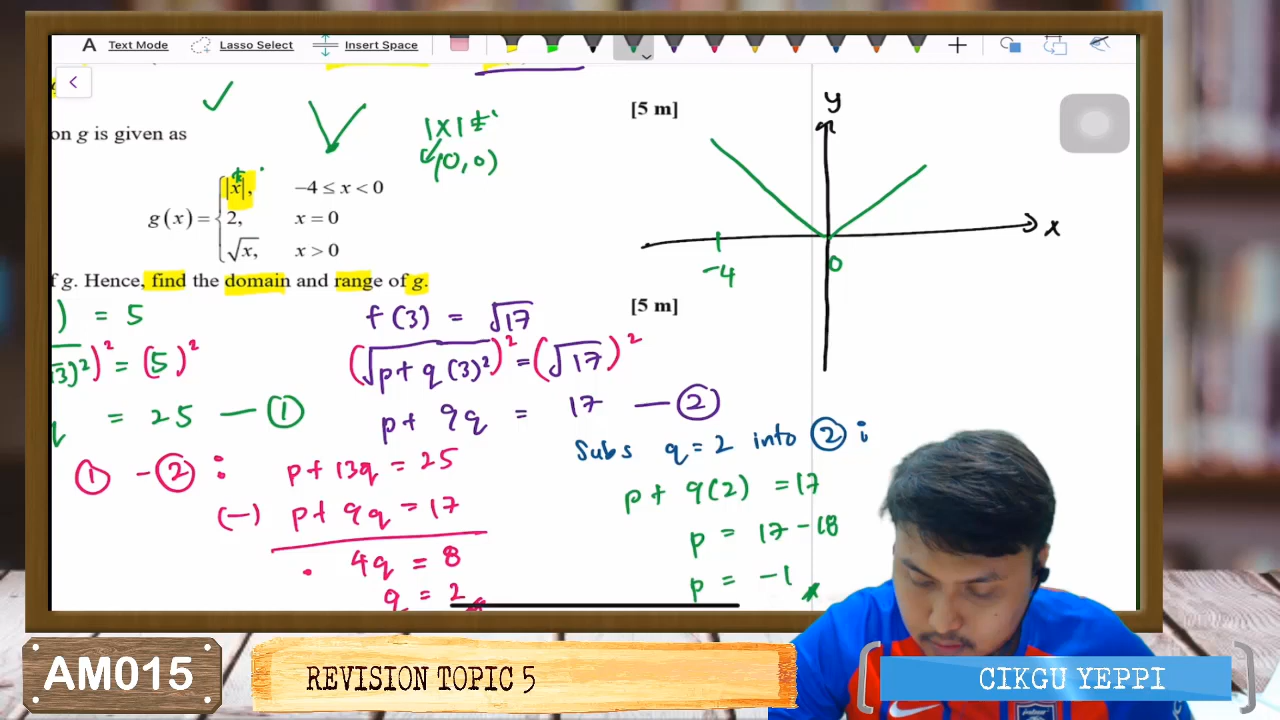 A Text Mode Lasso Select Insert Space
[5 m]
on g is given as
|x| ±
(0, 0)
y
x
-4
0
g(x) = { |x|, −4 ≤ x < 0
2, x = 0
√x, x > 0
f g. Hence, find the domain and range of g.
[5 m]
) = 5
3)²)² = (5)²
= 25 — ①
f(3) = √17
(√p + q(3)²)² = (√17)²
p + 9q = 17 — ②
① - ② :
p + 13q = 25
(−) p + 9q = 17
4q = 8
q = 2
Subs q = 2 into ② :
p + 9(2) = 17
p = 17 - 18
p = -1
AM015
REVISION TOPIC 5
CIKGU YEPPI